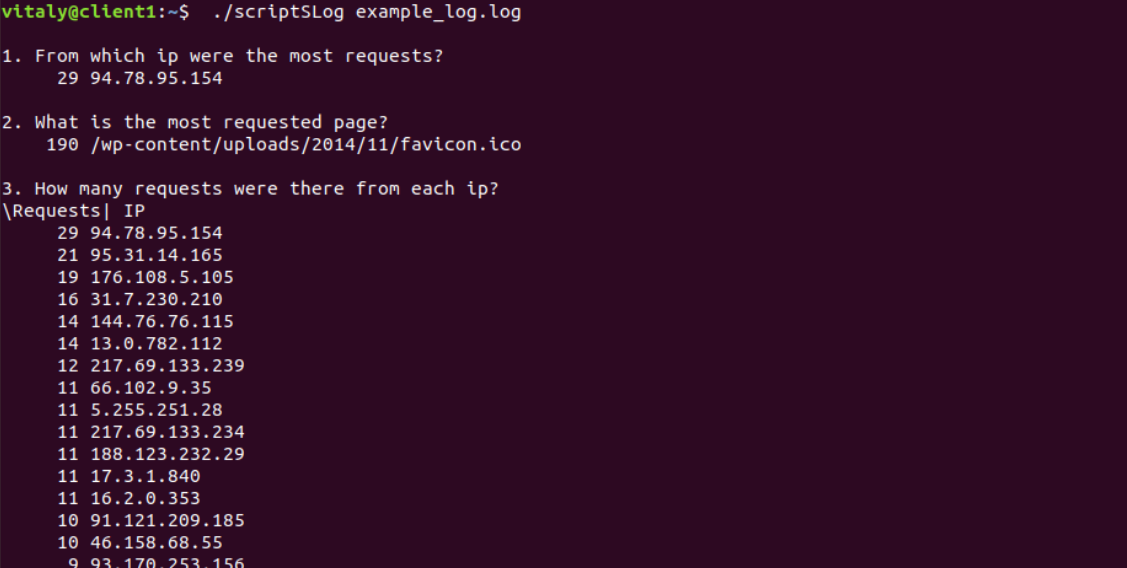 vitaly@client1:~$  ./scriptSLog example_log.log
1. From which ip were the most requests?
29 94.78.95.154
2. What is the most requested page?
190 /wp-content/uploads/2014/11/favicon.ico
3. How many requests were there from each ip?
\Requests| IP
29 94.78.95.154
21 95.31.14.165
19 176.108.5.105
16 31.7.230.210
14 144.76.76.115
14 13.0.782.112
12 217.69.133.239
11 66.102.9.35
11 5.255.251.28
11 217.69.133.234
11 188.123.232.29
11 17.3.1.840
11 16.2.0.353
10 91.121.209.185
10 46.158.68.55
9 93.170.253.156